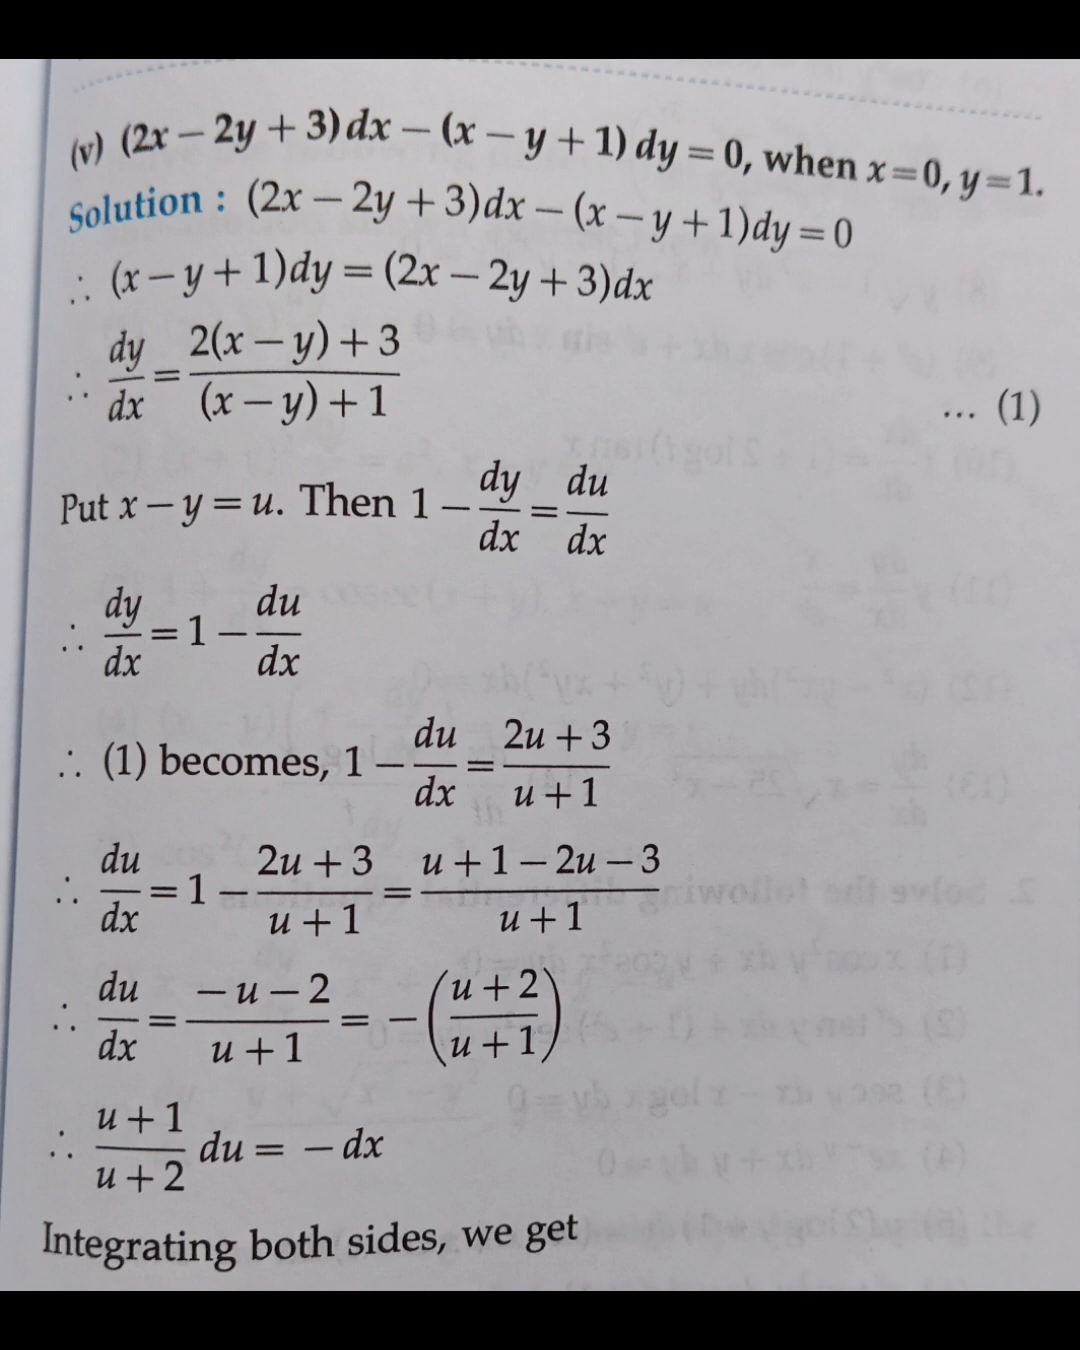 (v) (2x − 2y + 3) dx − (x − y + 1) dy = 0, when x = 0, y = 1.
Solution : (2x − 2y + 3)dx − (x − y + 1)dy = 0
∴ (x − y + 1)dy = (2x − 2y + 3)dx
∴ dy/dx = (2(x − y) + 3)/((x − y) + 1) ... (1)
Put x − y = u. Then 1 − dy/dx = du/dx
∴ dy/dx = 1 − du/dx
∴ (1) becomes, 1 − du/dx = (2u + 3)/(u + 1)
∴ du/dx = 1 − (2u + 3)/(u + 1) = (u + 1 − 2u − 3)/(u + 1)
∴ du/dx = (− u − 2)/(u + 1) = −((u + 2)/(u + 1))
∴ (u + 1)/(u + 2) du = − dx
Integrating both sides, we get